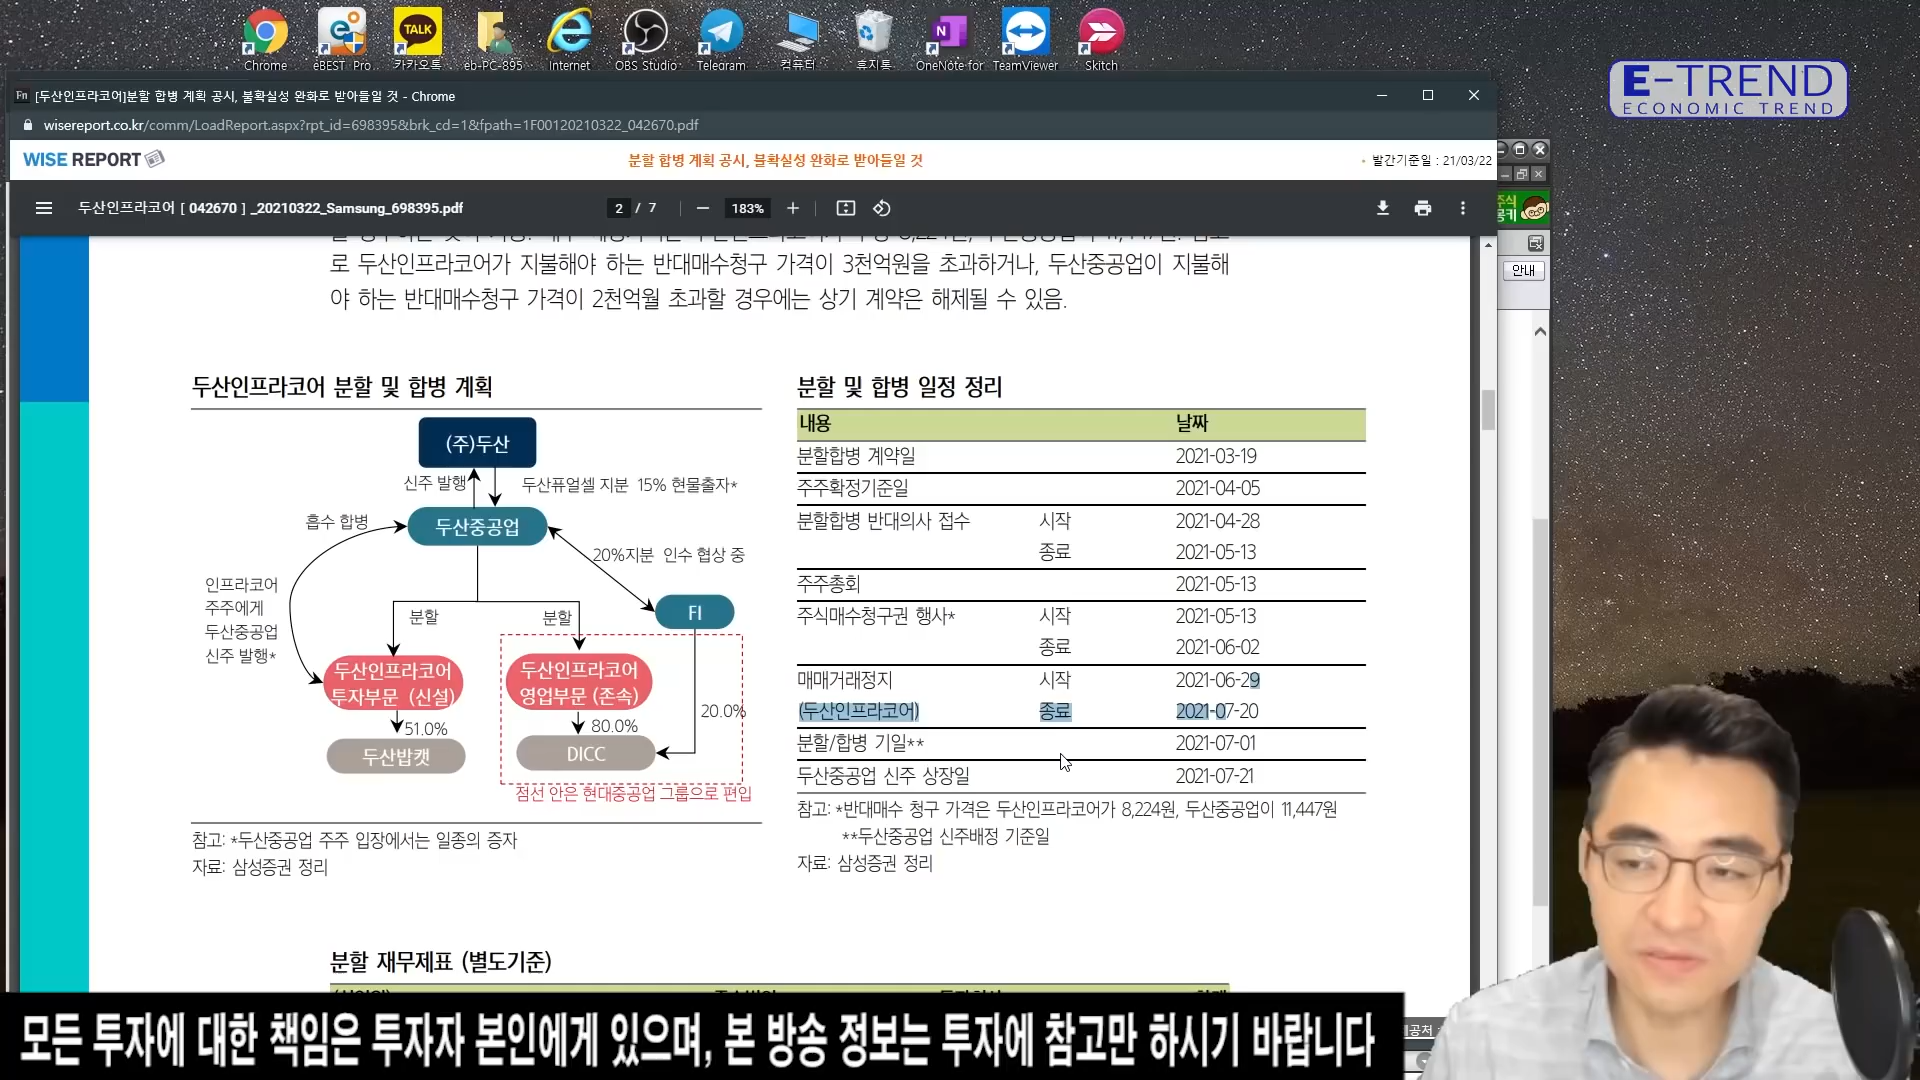 Chrome
eBEST Pro
TALK
카카오톡
eb-PC-895
Internet
OBS Studio
Telegram
컴퓨터
휴지통
OneNote for
TeamViewer
Skitch
E-TREND
ECONOMIC TREND
[두산인프라코어]분할 합병 계획 공시, 불확실성 완화로 받아들일 것 - Chrome
wisereport.co.kr/comm/LoadReport.aspx?rpt_id=698395&brk_cd=1&fpath=1F00120210322_042670.pdf
WISE REPORT
분할 합병 계획 공시, 불확실성 완화로 받아들일 것
발간기준일 : 21/03/22
두산인프라코어 [ 042670 ] _20210322_Samsung_698395.pdf
2 / 7
183%
안내
로 두산인프라코어가 지불해야 하는 반대매수청구 가격이 3천억원을 초과하거나, 두산중공업이 지불해
야 하는 반대매수청구 가격이 2천억월 초과할 경우에는 상기 계약은 해제될 수 있음.
두산인프라코어 분할 및 합병 계획
(주)두산
신주 발행
두산퓨얼셀 지분 15% 현물출자*
흡수 합병
두산중공업
20%지분 인수 협상 중
인프라코어
주주에게
두산중공업
신주 발행*
분할
분할
FI
두산인프라코어
투자부문 (신설)
두산인프라코어
영업부문 (존속)
51.0%
80.0%
20.0%
두산밥캣
DICC
점선 안은 현대중공업 그룹으로 편입
참고: *두산중공업 주주 입장에서는 일종의 증자
자료: 삼성증권 정리
분할 및 합병 일정 정리
내용 날짜
분할합병 계약일 2021-03-19
주주확정기준일 2021-04-05
분할합병 반대의사 접수 시작 2021-04-28
종료 2021-05-13
주주총회 2021-05-13
주식매수청구권 행사* 시작 2021-05-13
종료 2021-06-02
매매거래정지 시작 2021-06-29
(두산인프라코어) 종료 2021-07-20
분할/합병 기일** 2021-07-01
두산중공업 신주 상장일 2021-07-21
참고: *반대매수 청구 가격은 두산인프라코어가 8,224원, 두산중공업이 11,447원
**두산중공업 신주배정 기준일
자료: 삼성증권 정리
분할 재무제표 (별도기준)
모든 투자에 대한 책임은 투자자 본인에게 있으며, 본 방송 정보는 투자에 참고만 하시기 바랍니다